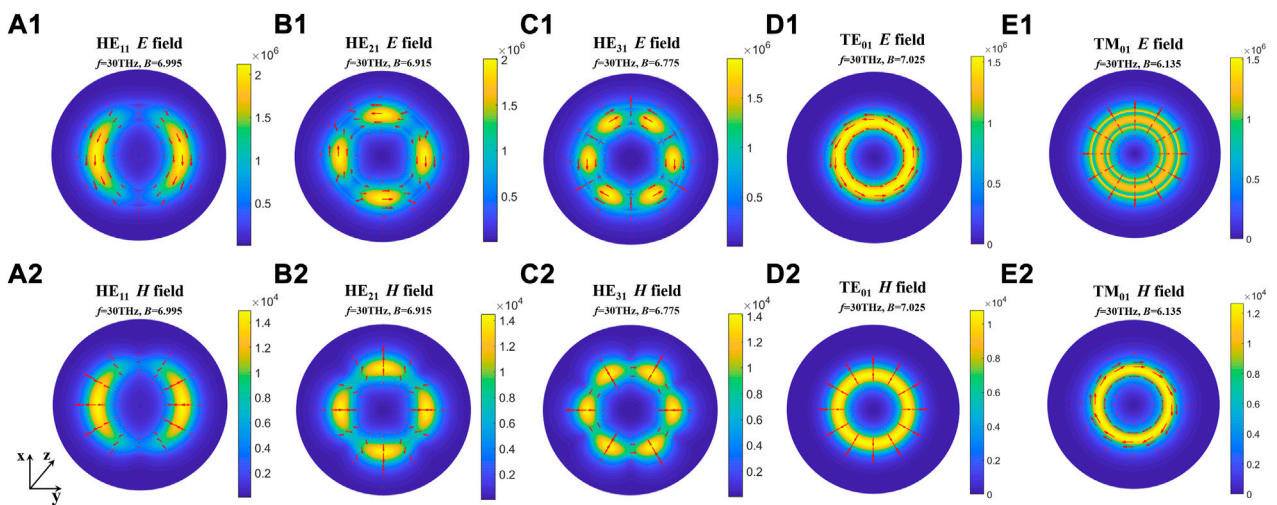 A1
HE11 E field
f=30THz, B=6.995
×10^6
2
1.5
1
0.5
B1
HE21 E field
f=30THz, B=6.915
×10^6
2
1.5
1
0.5
C1
HE31 E field
f=30THz, B=6.775
×10^6
2
1.5
1
0.5
D1
TE01 E field
f=30THz, B=7.025
×10^6
1.5
1
0.5
0
E1
TM01 E field
f=30THz, B=6.135
×10^6
1.5
1
0.5
0
A2
HE11 H field
f=30THz, B=6.995
×10^4
1.4
1.2
1
0.8
0.6
0.4
0.2
x
z
y
B2
HE21 H field
f=30THz, B=6.915
×10^4
1.4
1.2
1
0.8
0.6
0.4
0.2
C2
HE31 H field
f=30THz, B=6.775
×10^4
1.4
1.2
1
0.8
0.6
0.4
0.2
D2
TE01 H field
f=30THz, B=7.025
×10^4
1
0.8
0.6
0.4
0.2
0
E2
TM01 H field
f=30THz, B=6.135
×10^4
1.2
1
0.8
0.6
0.4
0.2
0